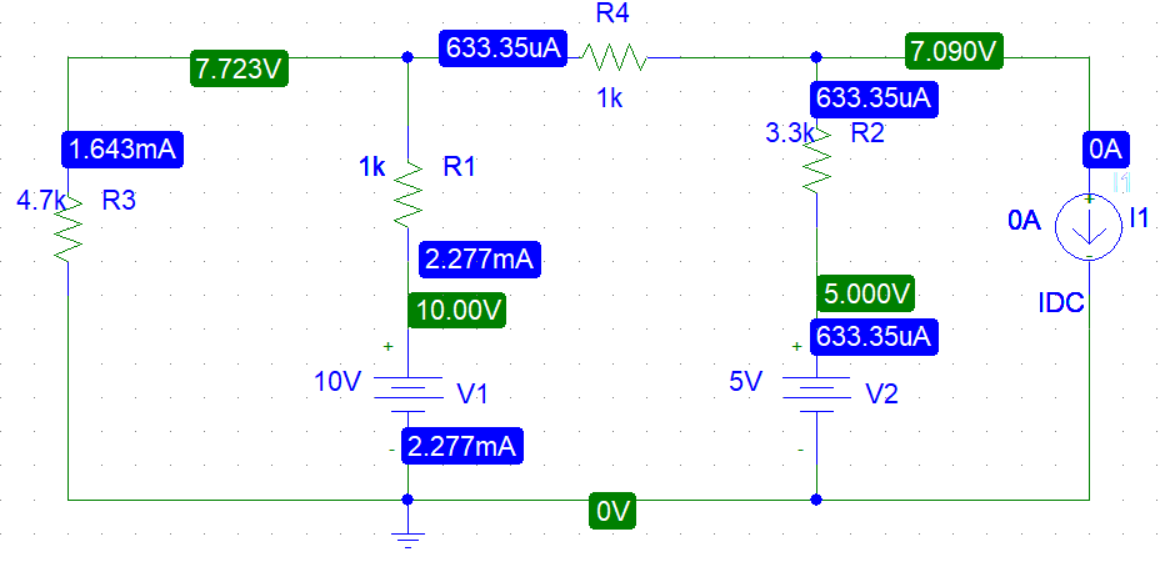 R4
633.35uA
7.723V
7.090V
1k
633.35uA
3.3k
R2
1.643mA
0A
1k
R1
I1
4.7k
R3
0A
I1
2.277mA
5.000V
10.00V
IDC
+
633.35uA
+
10V
V1
5V
V2
2.277mA
-
-
0V